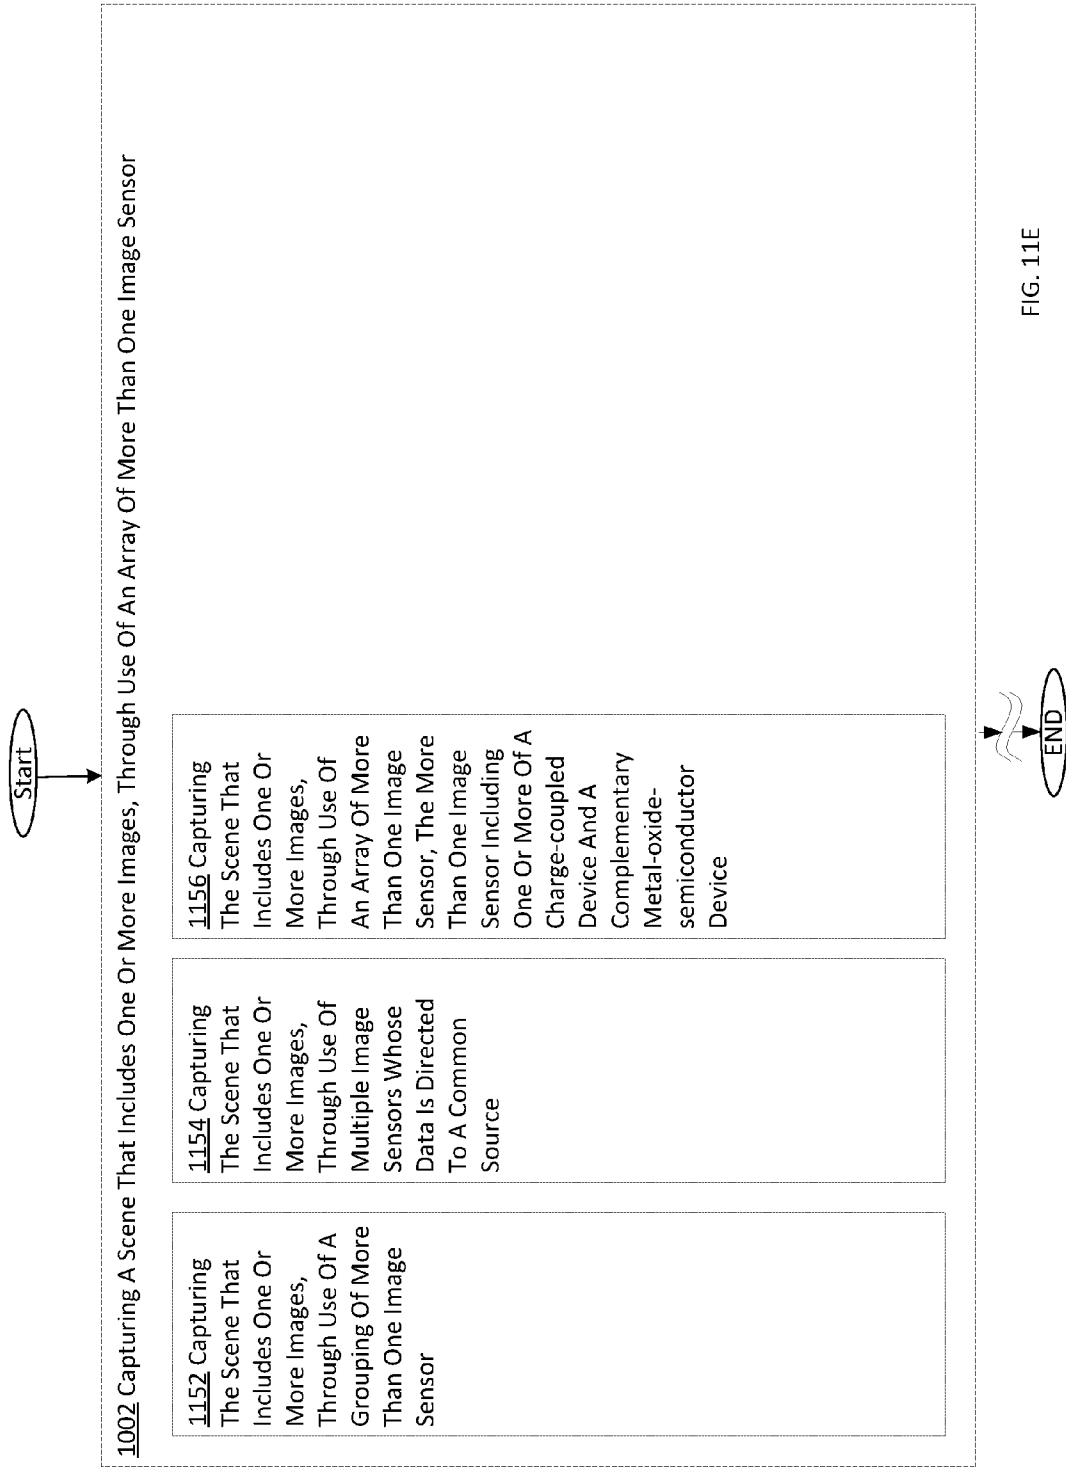 Start
1002 Capturing A Scene That Includes One Or More Images, Through Use Of An Array Of More Than One Image Sensor
1152 Capturing
The Scene That
Includes One Or
More Images,
Through Use Of A
Grouping Of More
Than One Image
Sensor
1154 Capturing
The Scene That
Includes One Or
More Images,
Through Use Of
Multiple Image
Sensors Whose
Data Is Directed
To A Common
Source
1156 Capturing
The Scene That
Includes One Or
More Images,
Through Use Of
An Array Of More
Than One Image
Sensor, The More
Than One Image
Sensor Including
One Or More Of A
Charge-coupled
Device And A
Complementary
Metal-oxide-
semiconductor
Device
END
FIG. 11E